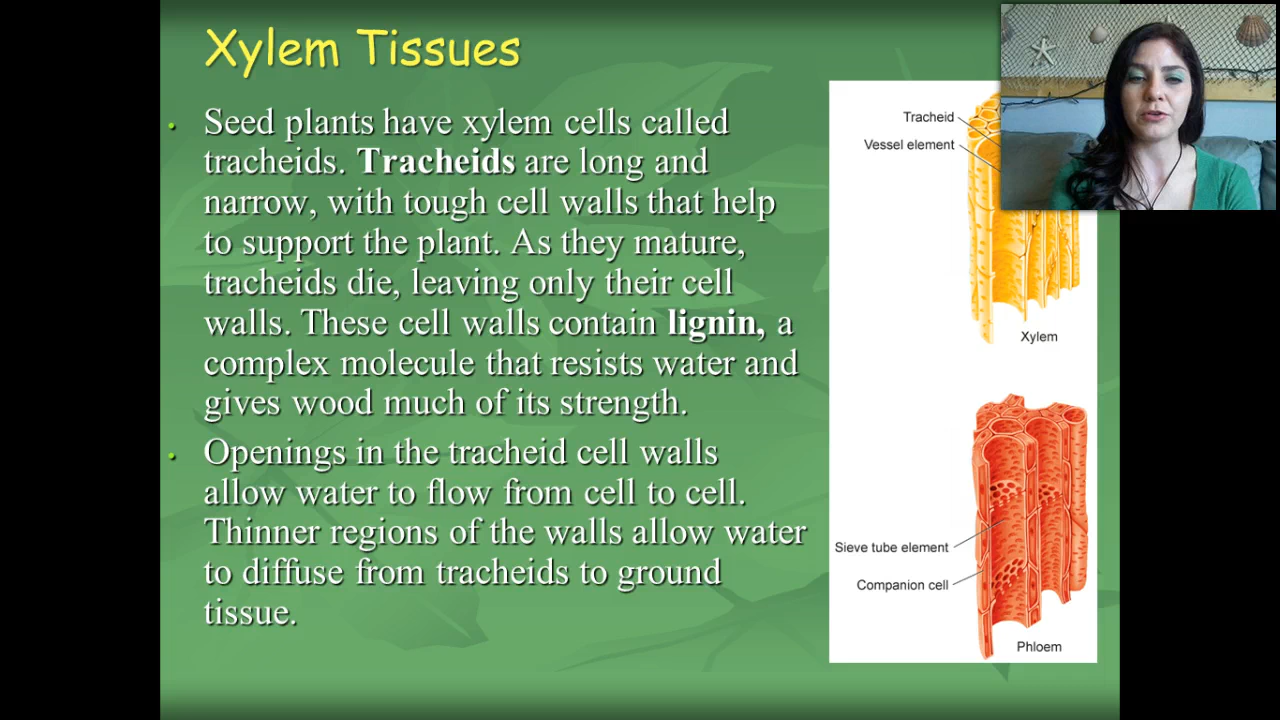 Xylem Tissues
Seed plants have xylem cells called
tracheids. Tracheids are long and
narrow, with tough cell walls that help
to support the plant. As they mature,
tracheids die, leaving only their cell
walls. These cell walls contain lignin, a
complex molecule that resists water and
gives wood much of its strength.
Openings in the tracheid cell walls
allow water to flow from cell to cell.
Thinner regions of the walls allow water
to diffuse from tracheids to ground
tissue.
Tracheid
Vessel element
Xylem
Sieve tube element
Companion cell
Phloem